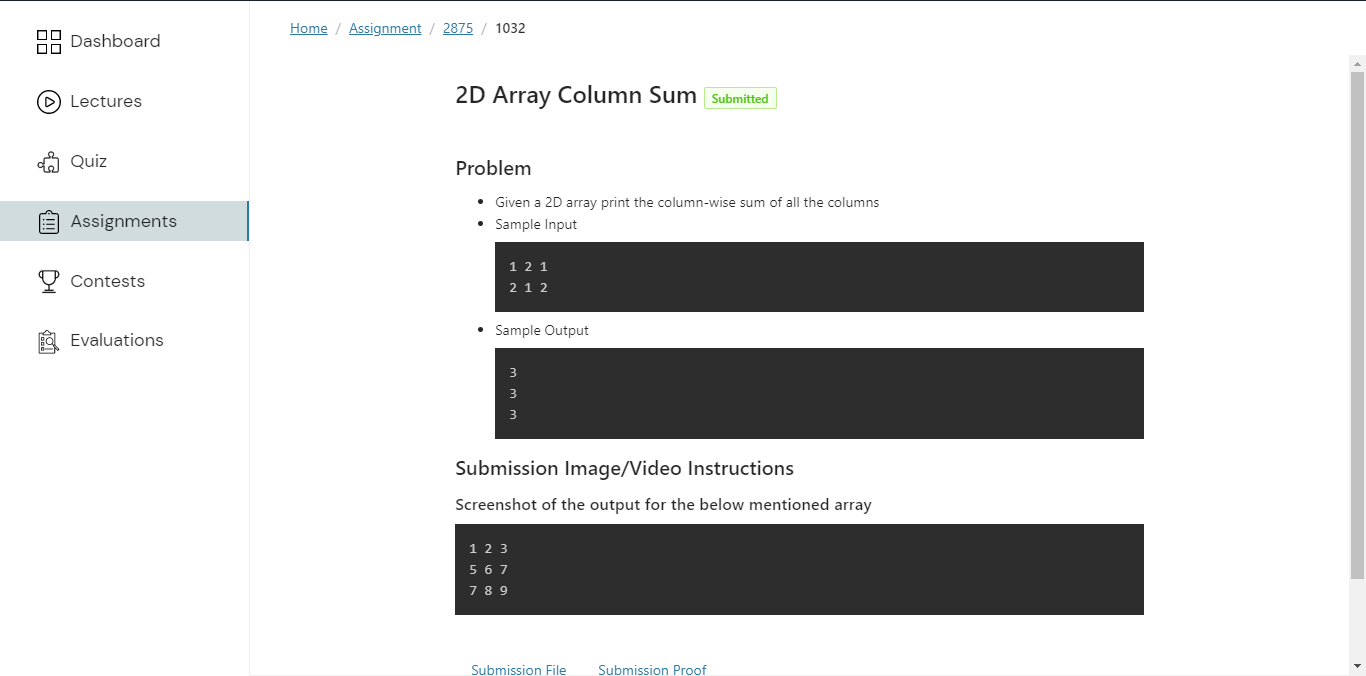 Dashboard
Lectures
Quiz
Assignments
Contests
Evaluations
Home / Assignment / 2875 / 1032
2D Array Column Sum Submitted
Problem
Given a 2D array print the column-wise sum of all the columns
Sample Input
1 2 1
2 1 2
Sample Output
3
3
3
Submission Image/Video Instructions
Screenshot of the output for the below mentioned array
1 2 3
5 6 7
7 8 9
Submission File Submission Proof